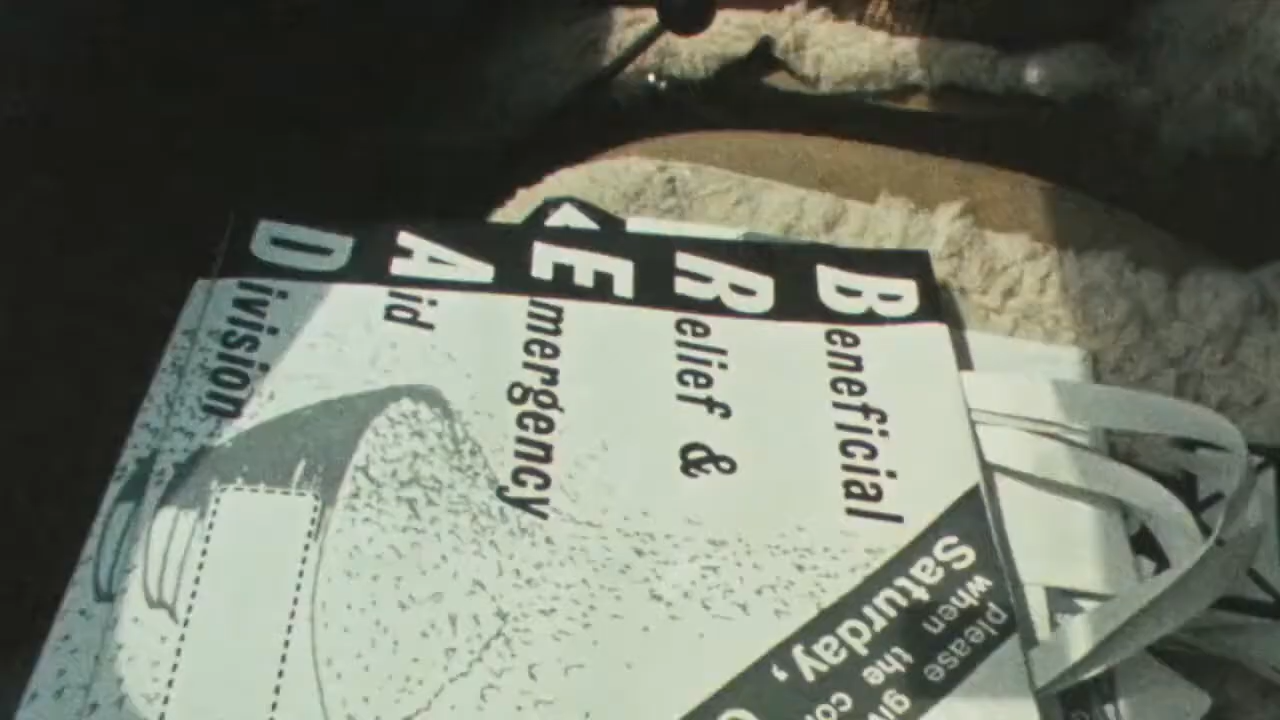 Beneficial
Relief &
Emergency
Aid
Division
please
when
the
Saturday,